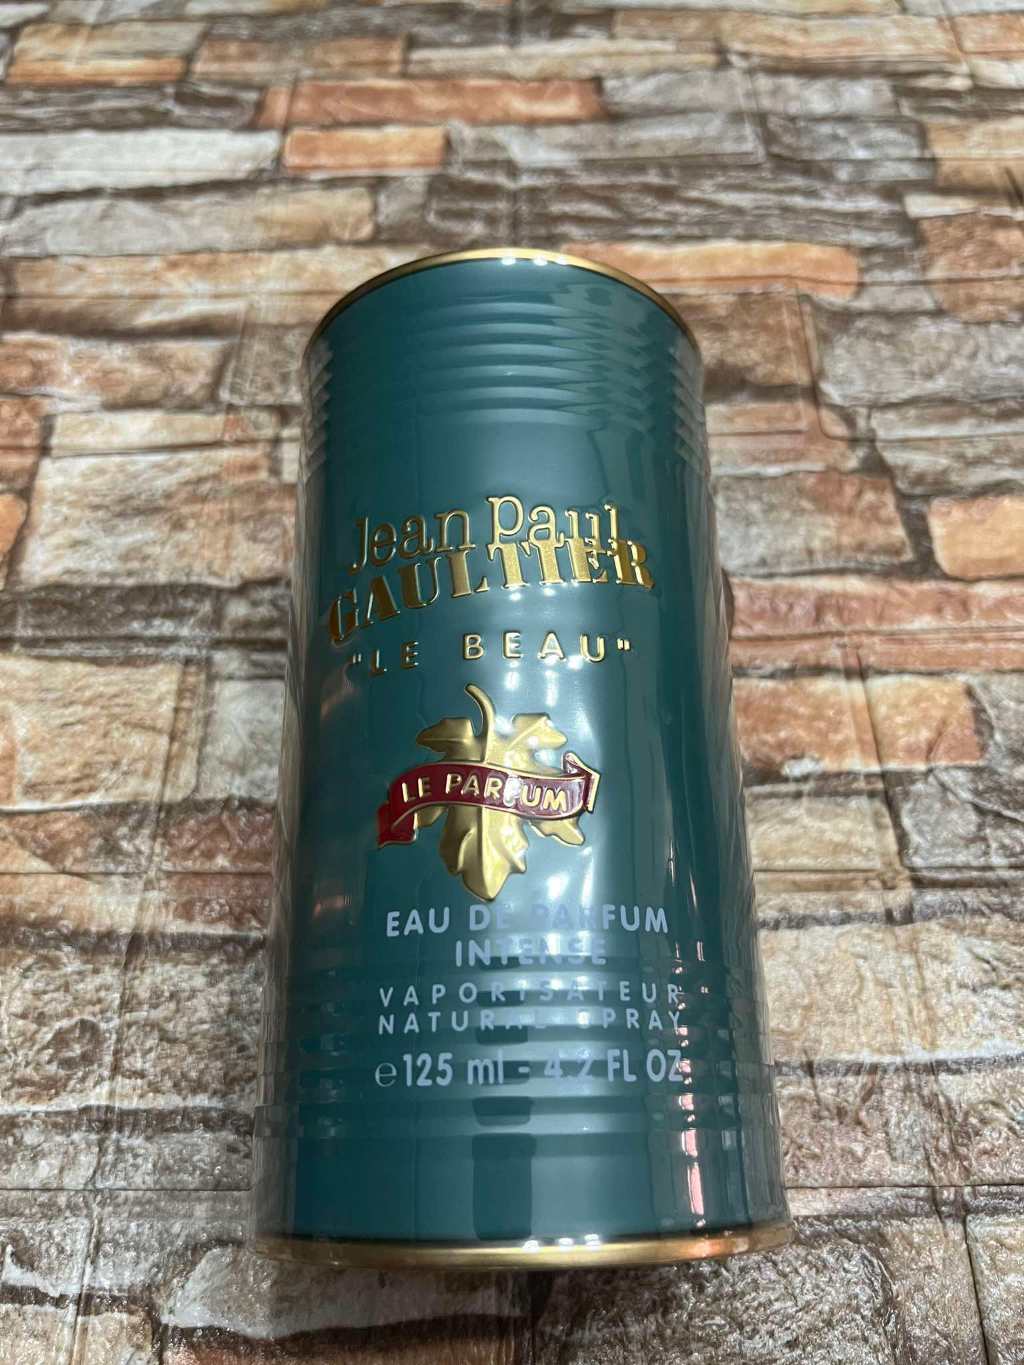 Jean Paul
GAULTIER
"LE BEAU"
LE PARFUM
EAU DE PARFUM
INTENSE
VAPORISATEUR
NATURAL SPRAY
℮125 ml - 4.2 FL OZ.